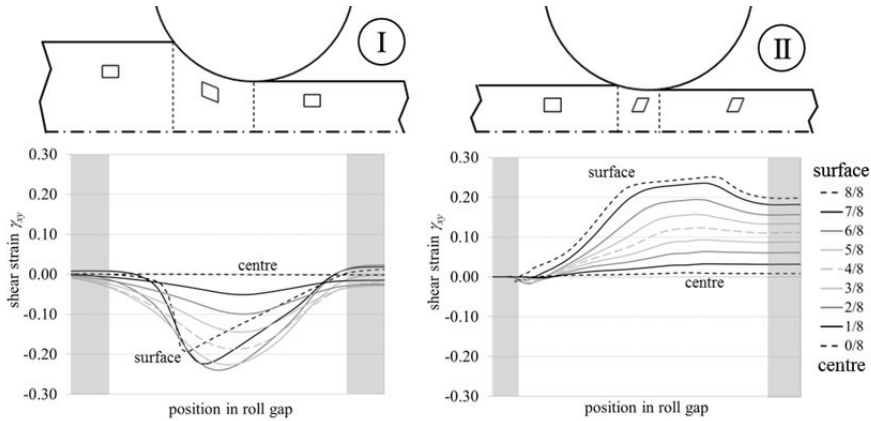 I
II
0.30
0.20
0.10
0.00
-0.10
-0.20
-0.30
shear strain γxy
centre
surface
position in roll gap
0.30
0.20
0.10
0.00
-0.10
-0.20
-0.30
shear strain γxy
surface
centre
position in roll gap
surface
8/8
7/8
6/8
5/8
4/8
3/8
2/8
1/8
0/8
centre